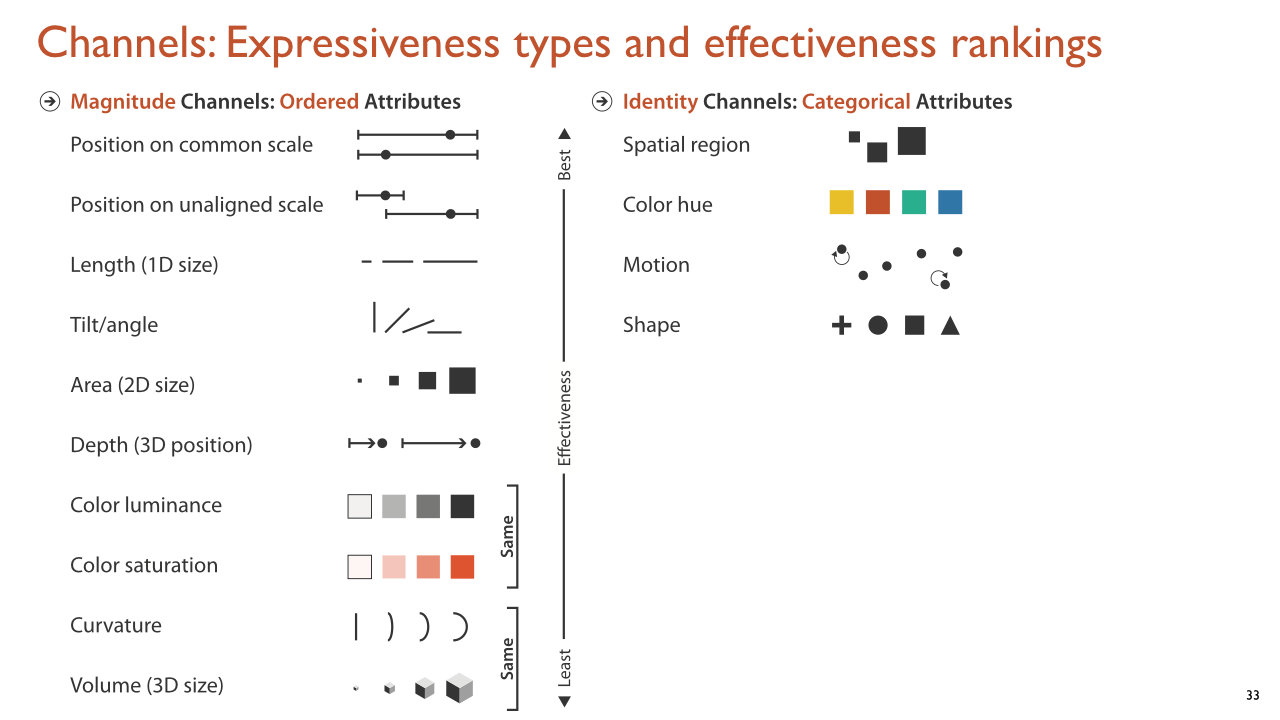 Channels: Expressiveness types and effectiveness rankings
Magnitude Channels: Ordered Attributes
Position on common scale
Position on unaligned scale
Length (1D size)
Tilt/angle
Area (2D size)
Depth (3D position)
Color luminance
Color saturation
Curvature
Volume (3D size)
Same
Same
Best
Effectiveness
Least
Identity Channels: Categorical Attributes
Spatial region
Color hue
Motion
Shape
33